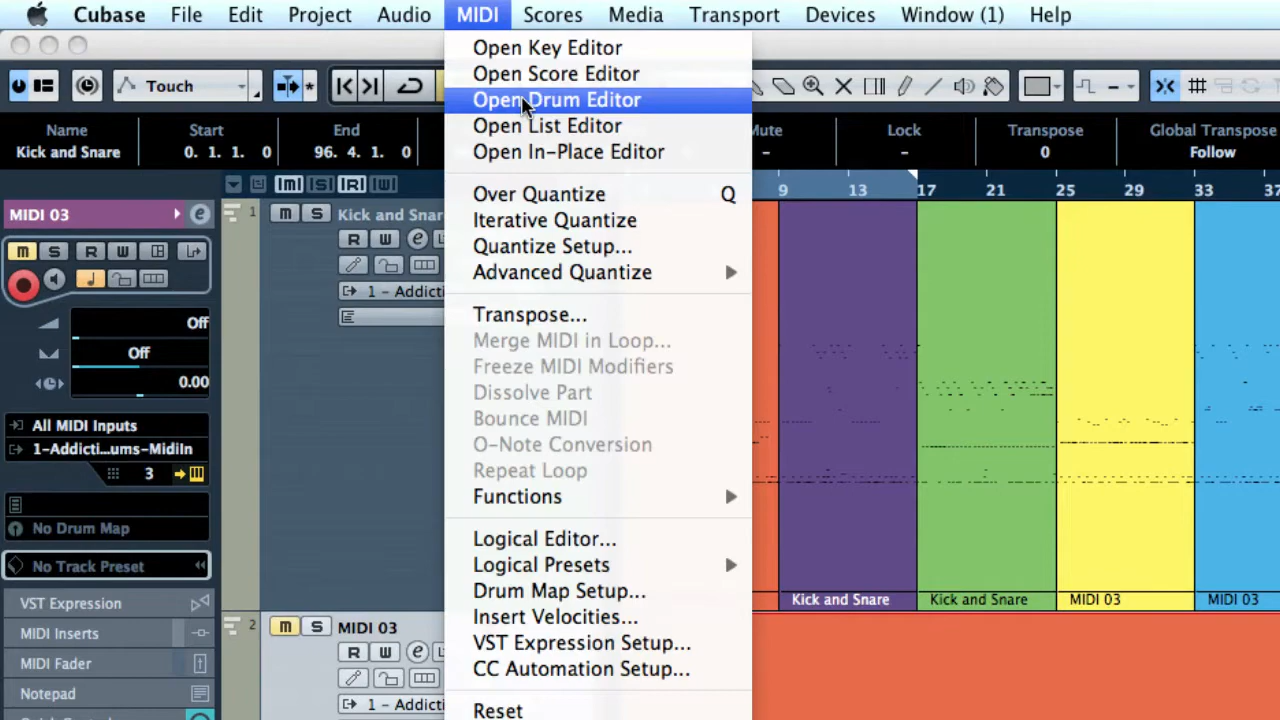 Cubase File Edit Project Audio MIDI Scores Media Transport Devices Window (1) Help
Touch
Name Start End Mute Lock Transpose Global Transpose
Kick and Snare 0. 1. 1. 0 96. 4. 1. 0 - - 0 Follow
9 13 17 21 25 29 33 37
MIDI 03
M S R W
Off
Off
0.00
All MIDI Inputs
1-Addicti...ums-MidiIn
3
No Drum Map
No Track Preset
VST Expression
MIDI Inserts
MIDI Fader
Notepad
[M] [S] [R] [W]
1 M S Kick and Snar
R W
1 - Addicti
2 M S MIDI 03
R W
1 - Addicti
Open Key Editor
Open Score Editor
Open Drum Editor
Open List Editor
Open In-Place Editor
Over Quantize Q
Iterative Quantize
Quantize Setup...
Advanced Quantize
Transpose...
Merge MIDI in Loop...
Freeze MIDI Modifiers
Dissolve Part
Bounce MIDI
O-Note Conversion
Repeat Loop
Functions
Logical Editor...
Logical Presets
Drum Map Setup...
Insert Velocities...
VST Expression Setup...
CC Automation Setup...
Reset
Kick and Snare Kick and Snare MIDI 03 MIDI 03